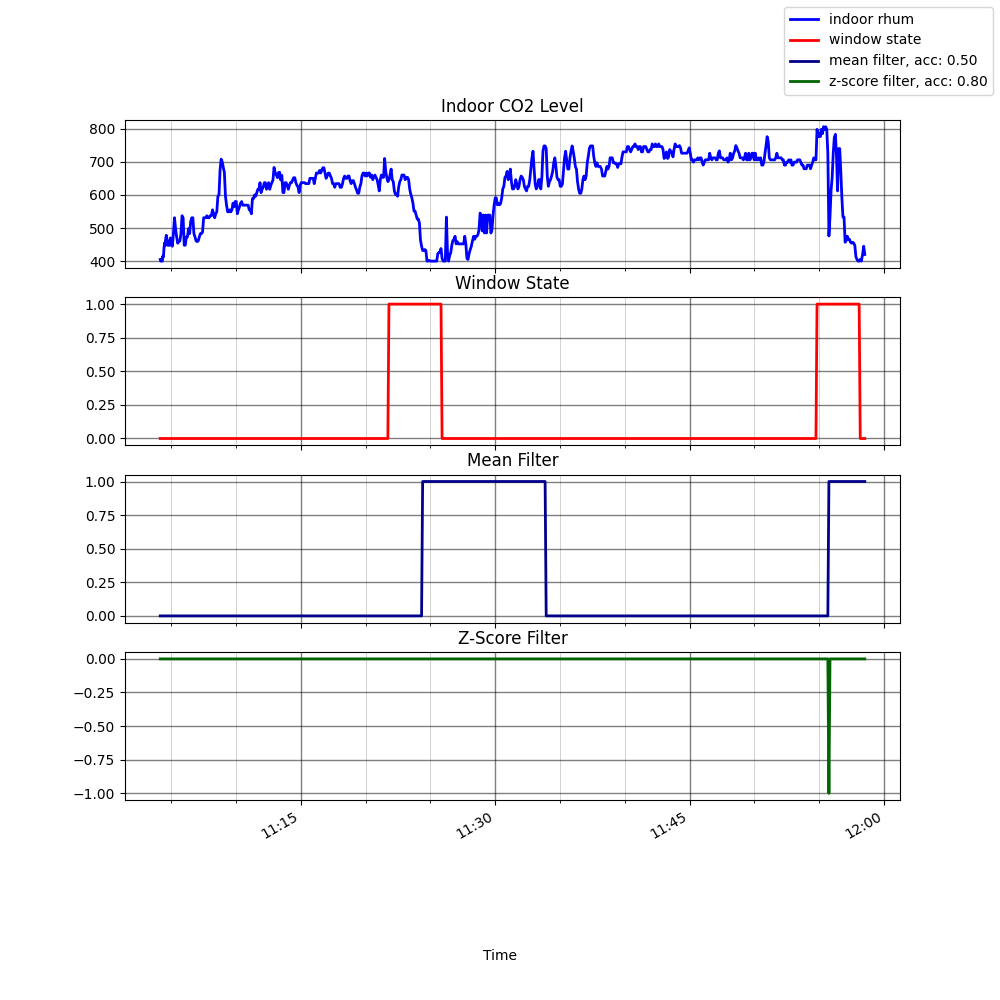 indoor rhum
window state
mean filter, acc: 0.50
z-score filter, acc: 0.80
Indoor CO2 Level
800
700
600
500
400
Window State
1.00
0.75
0.50
0.25
0.00
Mean Filter
1.00
0.75
0.50
0.25
0.00
Z-Score Filter
0.00
−0.25
−0.50
−0.75
−1.00
11:15
11:30
11:45
12:00
Time